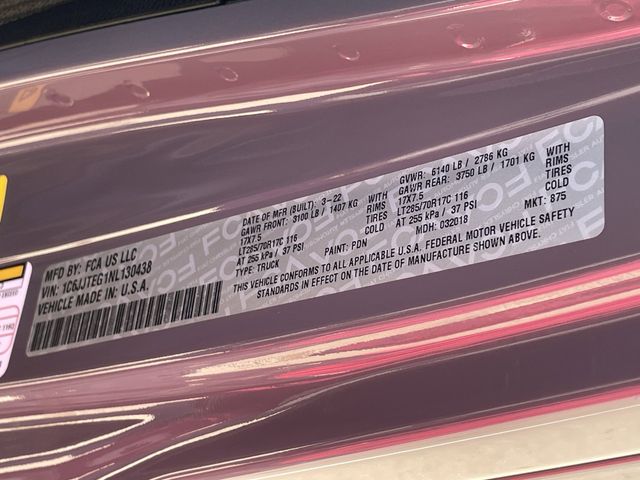 MFD BY: FCA US LLC
VIN: 1C6JJTEG1NL130438
VEHICLE MADE IN U.S.A.
DATE OF MFR (BUILT): 3-22
GAWR FRONT: 3100 LB / 1407 KG WITH
17X7.5 RIMS
LT285/70R17C 116 TIRES
AT 255 kPa / 37 PSI COLD
TYPE: TRUCK PAINT: PDN
GVWR: 6140 LB / 2786 KG
GAWR REAR: 3750 LB / 1701 KG WITH
17X7.5 RIMS
LT285/70R17C 116 TIRES
AT 255 kPa / 37 PSI COLD
MDH: 032018 MKT: 875
THIS VEHICLE CONFORMS TO ALL APPLICABLE U.S.A. FEDERAL MOTOR VEHICLE SAFETY
STANDARDS IN EFFECT ON THE DATE OF MANUFACTURE SHOWN ABOVE.